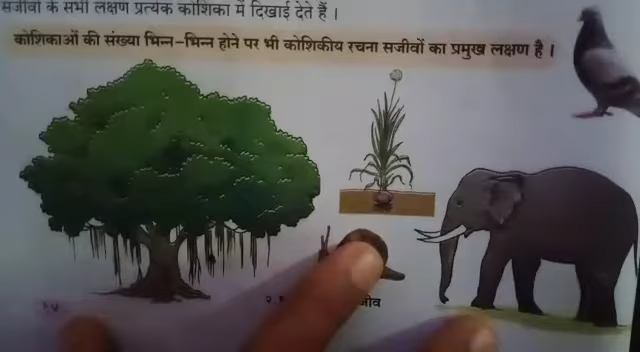 सजीवों के सभी लक्षण प्रत्येक कोशिका में दिखाई देते हैं ।
कोशिकाओं की संख्या भिन्न-भिन्न होने पर भी कोशिकीय रचना सजीवों का प्रमुख लक्षण है ।